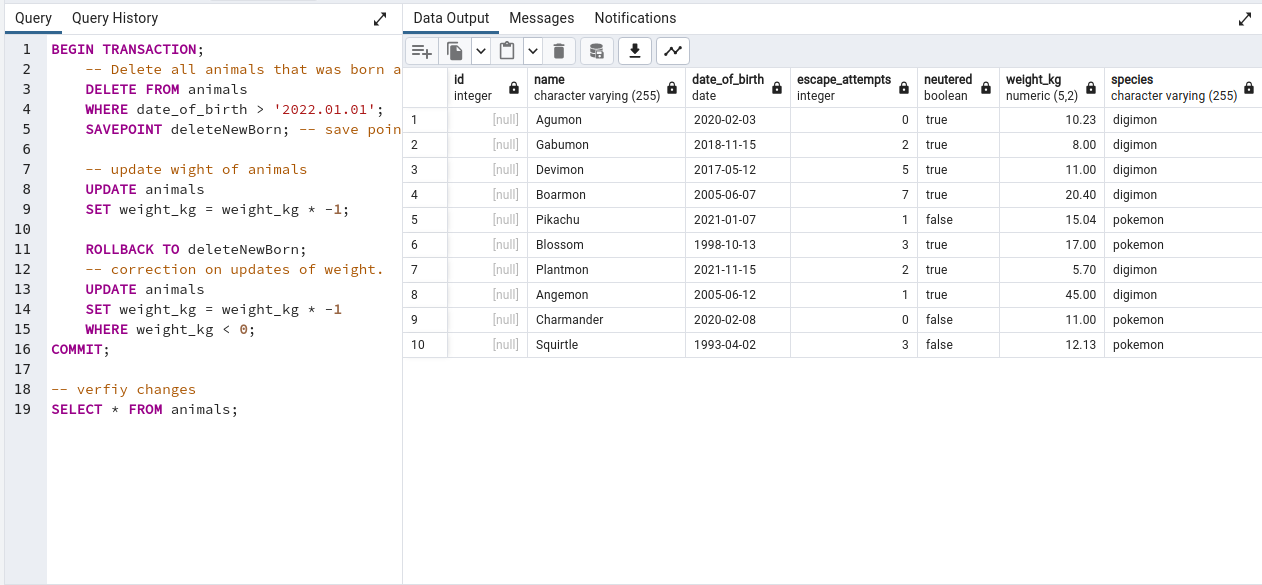 Query Query History
1 BEGIN TRANSACTION;
2 -- Delete all animals that was born a
3 DELETE FROM animals
4 WHERE date_of_birth > '2022.01.01';
5 SAVEPOINT deleteNewBorn; -- save poin
6
7 -- update wight of animals
8 UPDATE animals
9 SET weight_kg = weight_kg * -1;
10
11 ROLLBACK TO deleteNewBorn;
12 -- correction on updates of weight.
13 UPDATE animals
14 SET weight_kg = weight_kg * -1
15 WHERE weight_kg < 0;
16 COMMIT;
17
18 -- verfiy changes
19 SELECT * FROM animals;
Data Output Messages Notifications
id name date_of_birth escape_attempts neutered weight_kg species
integer character varying (255) date integer boolean numeric (5,2) character varying (255)
1 [null] Agumon 2020-02-03 0 true 10.23 digimon
2 [null] Gabumon 2018-11-15 2 true 8.00 digimon
3 [null] Devimon 2017-05-12 5 true 11.00 digimon
4 [null] Boarmon 2005-06-07 7 true 20.40 digimon
5 [null] Pikachu 2021-01-07 1 false 15.04 pokemon
6 [null] Blossom 1998-10-13 3 true 17.00 pokemon
7 [null] Plantmon 2021-11-15 2 true 5.70 digimon
8 [null] Angemon 2005-06-12 1 true 45.00 digimon
9 [null] Charmander 2020-02-08 0 false 11.00 pokemon
10 [null] Squirtle 1993-04-02 3 false 12.13 pokemon